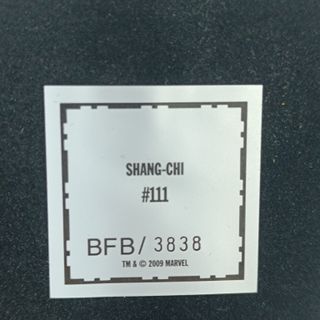 SHANG-CHI
#111
BFB/ 3838
TM & © 2009 MARVEL